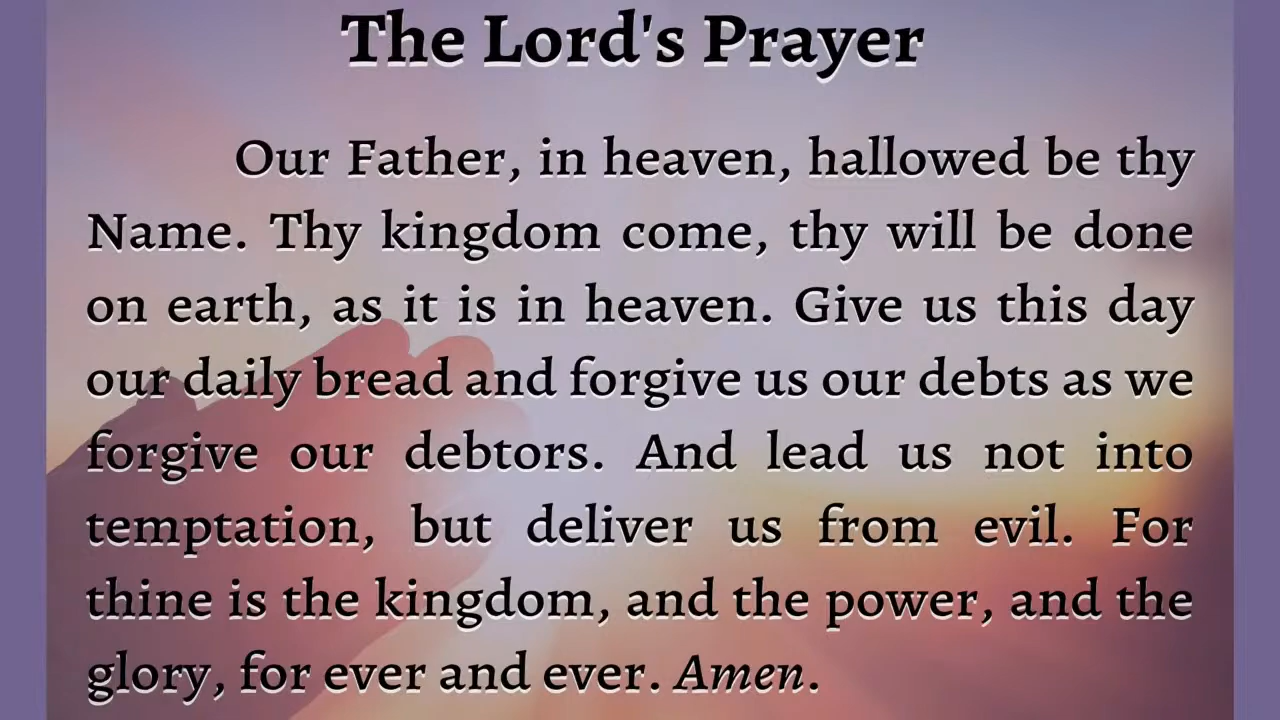 The Lord's Prayer
Our Father, in heaven, hallowed be thy
Name. Thy kingdom come, thy will be done
on earth, as it is in heaven. Give us this day
our daily bread and forgive us our debts as we
forgive our debtors. And lead us not into
temptation, but deliver us from evil. For
thine is the kingdom, and the power, and the
glory, for ever and ever. Amen.